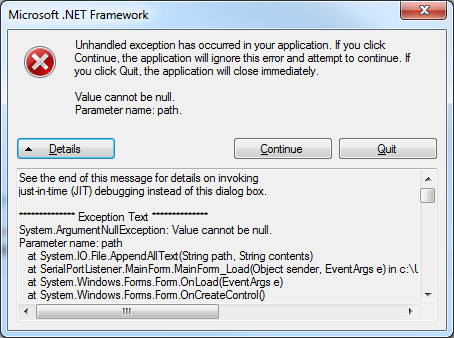 Microsoft .NET Framework
Unhandled exception has occurred in your application. If you click
Continue, the application will ignore this error and attempt to continue. If
you click Quit, the application will close immediately.
Value cannot be null.
Parameter name: path.
Details
Continue
Quit
See the end of this message for details on invoking
just-in-time (JIT) debugging instead of this dialog box.
************** Exception Text **************
System.ArgumentNullException: Value cannot be null.
Parameter name: path
at System.IO.File.AppendAllText(String path, String contents)
at SerialPortListener.MainForm.MainForm_Load(Object sender, EventArgs e) in c:\U
at System.Windows.Forms.Form.OnLoad(EventArgs e)
at System.Windows.Forms.Form.OnCreateControl()